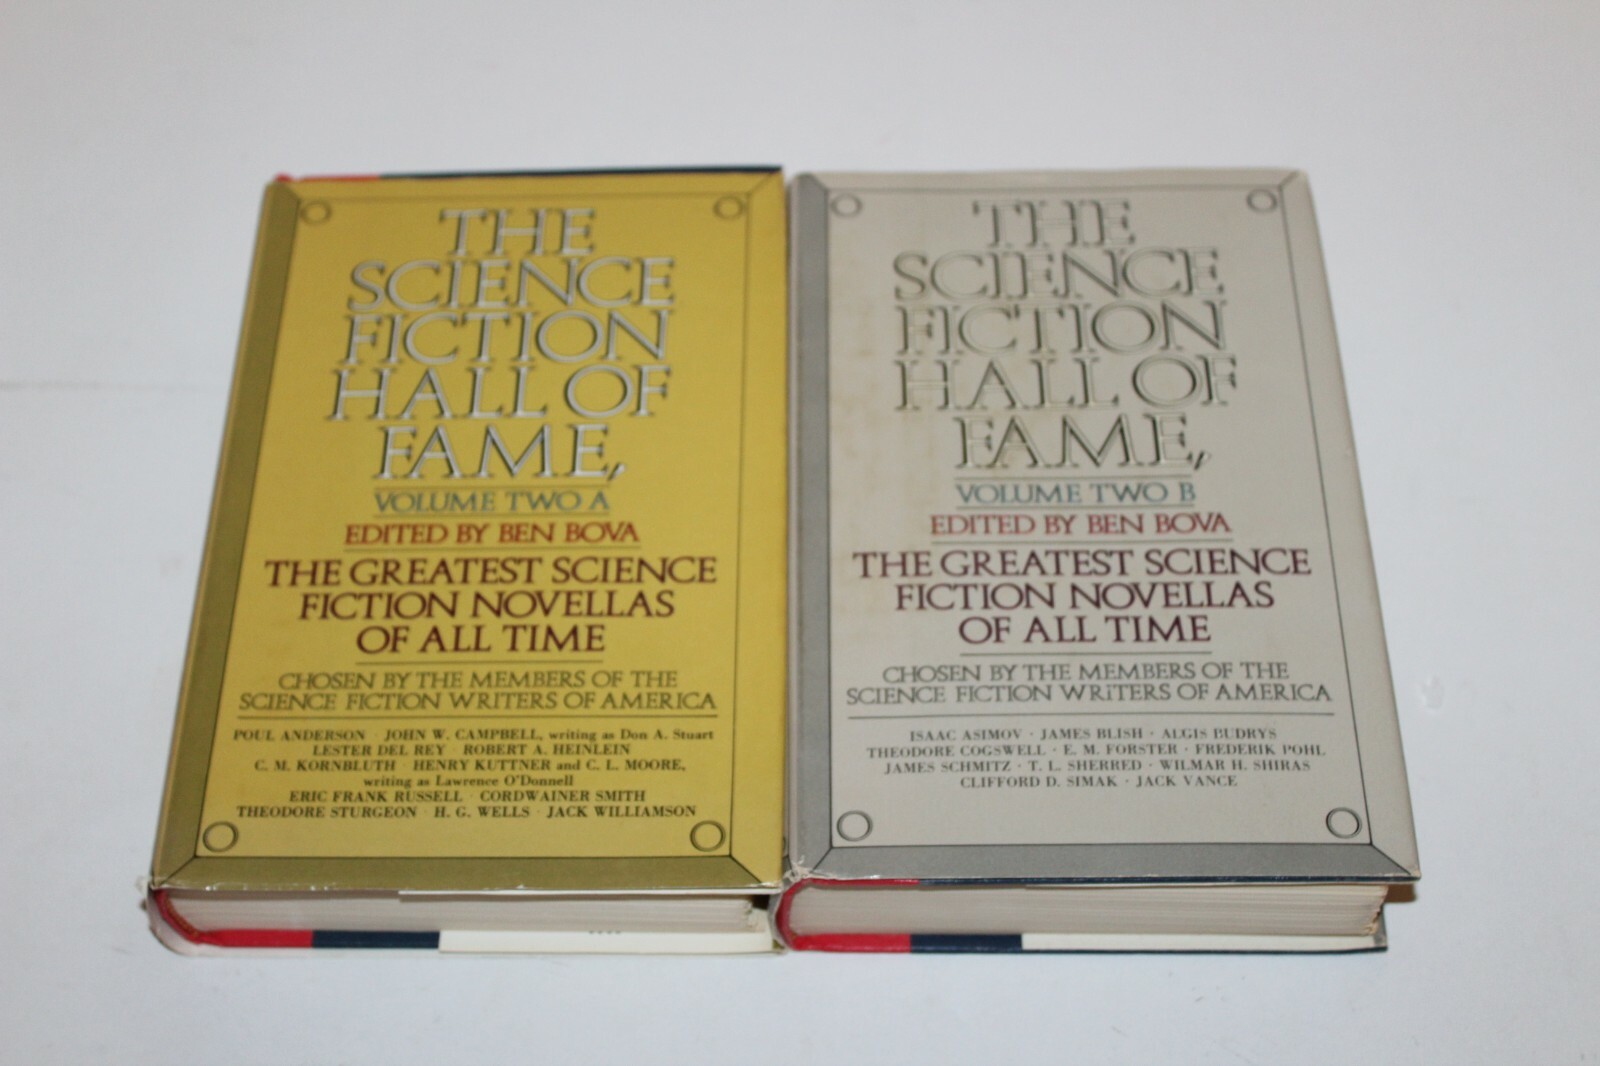 THE
SCIENCE
FICTION
HALL OF
FAME,
VOLUME TWO A
EDITED BY BEN BOVA
THE GREATEST SCIENCE
FICTION NOVELLAS
OF ALL TIME
CHOSEN BY THE MEMBERS OF THE
SCIENCE FICTION WRITERS OF AMERICA
POUL ANDERSON · JOHN W. CAMPBELL, writing as Don A. Stuart
LESTER DEL REY · ROBERT A. HEINLEIN
C. M. KORNBLUTH · HENRY KUTTNER and C. L. MOORE,
writing as Lawrence O'Donnell
ERIC FRANK RUSSELL · CORDWAINER SMITH
THEODORE STURGEON · H. G. WELLS · JACK WILLIAMSON
THE
SCIENCE
FICTION
HALL OF
FAME,
VOLUME TWO B
EDITED BY BEN BOVA
THE GREATEST SCIENCE
FICTION NOVELLAS
OF ALL TIME
CHOSEN BY THE MEMBERS OF THE
SCIENCE FICTION WRITERS OF AMERICA
ISAAC ASIMOV · JAMES BLISH · ALGIS BUDRYS
THEODORE COGSWELL · E. M. FORSTER · FREDERIK POHL
JAMES SCHMITZ · T. L. SHERRED · WILMAR H. SHIRAS
CLIFFORD D. SIMAK · JACK VANCE